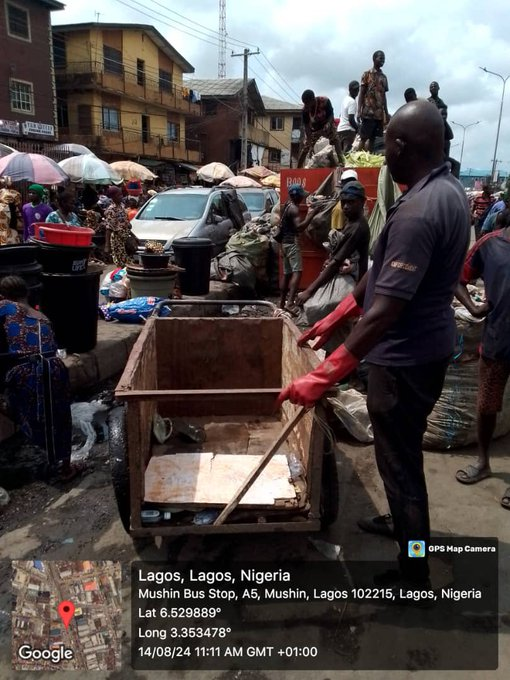 ENFORCEMENT
GPS Map Camera
Lagos, Lagos, Nigeria
Mushin Bus Stop, A5, Mushin, Lagos 102215, Lagos, Nigeria
Lat 6.529889°
Long 3.353478°
14/08/24 11:11 AM GMT +01:00
Google